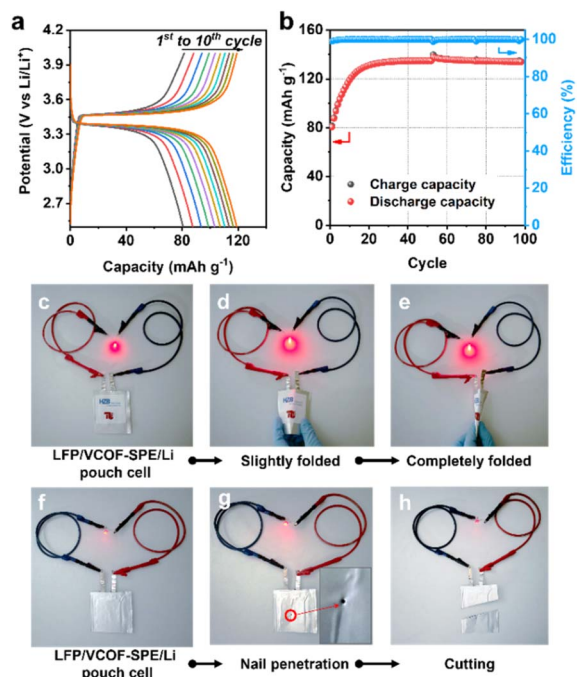 a
1st to 10th cycle
Potential (V vs Li/Li⁺)
4.2
3.9
3.6
3.3
3.0
2.7
0 40 80 120
Capacity (mAh g⁻¹)
b
Capacity (mAh g⁻¹)
160
120
80
40
0
100
80
60
40
20
0
Efficiency (%)
Charge capacity
Discharge capacity
0 20 40 60 80 100
Cycle
c
d
e
HZB
HZB
LFP/VCOF-SPE/Li
pouch cell
Slightly folded
Completely folded
f
g
h
LFP/VCOF-SPE/Li
pouch cell
Nail penetration
Cutting